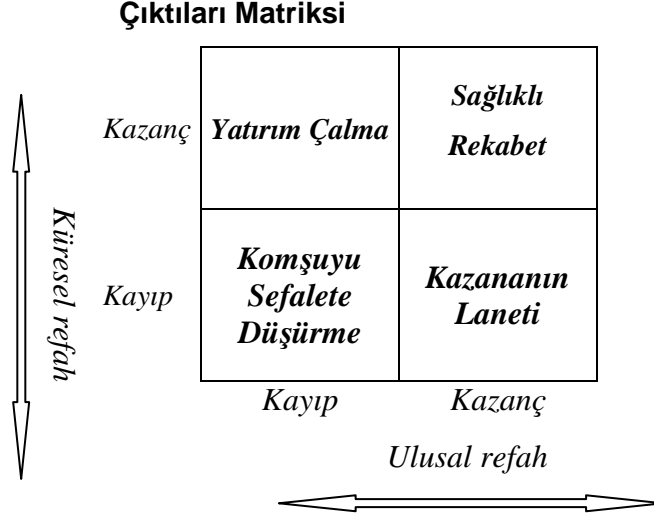 Çıktıları Matriksi
Kazanç
Yatırım Çalma
Sağlıklı
Rekabet
Küresel refah
Kayıp
Komşuyu
Sefalete
Düşürme
Kazananın
Laneti
Kayıp
Kazanç
Ulusal refah